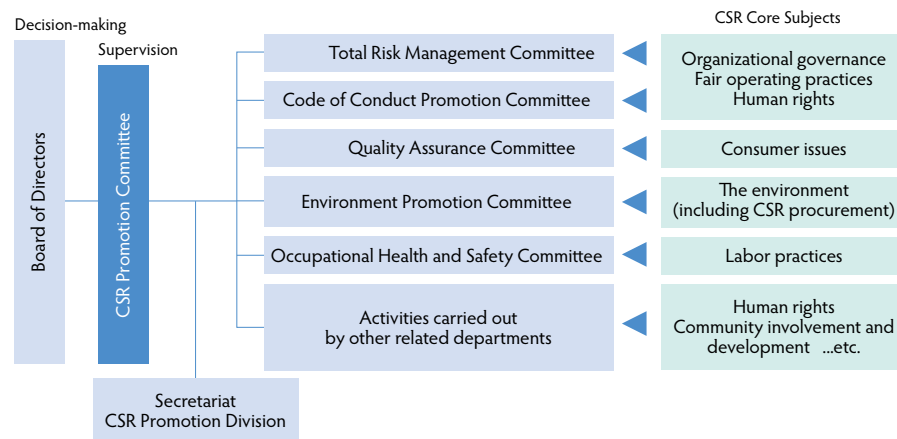 Decision-making
Supervision
CSR Core Subjects
Board of Directors
CSR Promotion Committee
Total Risk Management Committee
Code of Conduct Promotion Committee
Organizational governance
Fair operating practices
Human rights
Quality Assurance Committee
Consumer issues
Environment Promotion Committee
The environment
(including CSR procurement)
Occupational Health and Safety Committee
Labor practices
Activities carried out
by other related departments
Human rights
Community involvement and
development ...etc.
Secretariat
CSR Promotion Division